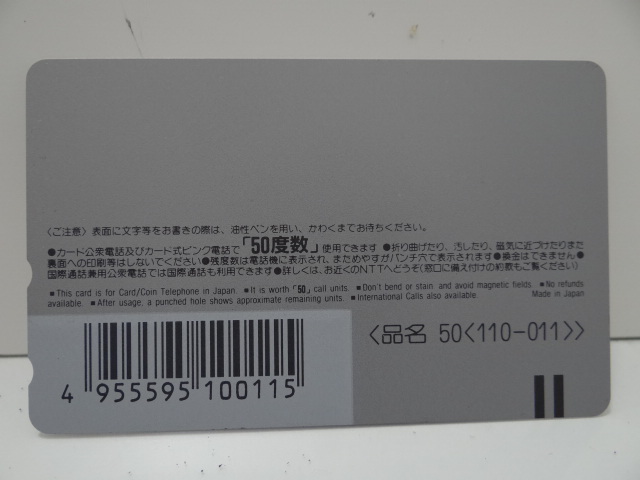 〈ご注意〉表面に文字等をお書きの際は、油性ペンを用い、かわくまでお待ちください。
●カード公衆電話及びカード式ピンク電話で「50度数」使用できます ●折り曲げたり、汚したり、磁気に近づけたりまた
裏面への印刷等はしないでください●残度数は電話機に表示され、またためやすがパンチ穴で表示されます●換金はできません●
国際通話兼用公衆電話では国際通話も利用できます●詳しくは、お近くのNTTへどうぞ(窓口に備え付けの約款もご覧ください)
■This card is for Card/Coin Telephone in Japan. ■It is worth「50」call units. ■Don't bend or stain and avoid magnetic fields. ■No refunds
available. ■After usage, a punched hole shows approximate remaining units. ■International Calls also available. Made in Japan
〈品名 50〈110-011〉〉
4 955595 100115